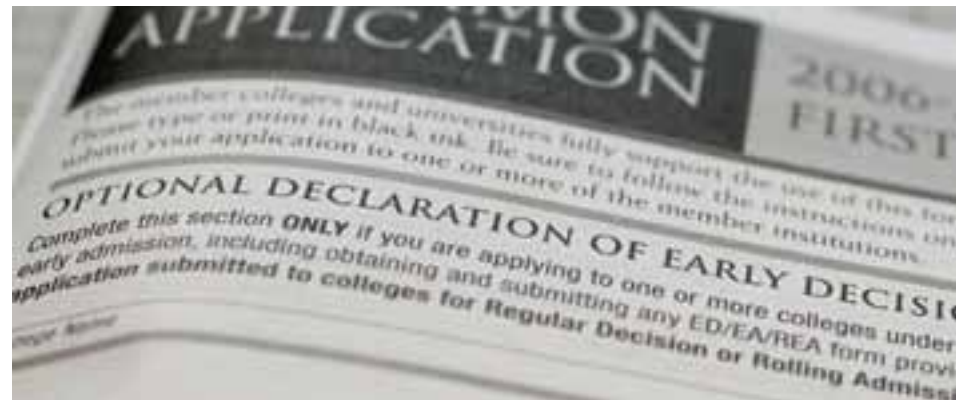 MMON
APPLICATION
2006-
FIRST
The member colleges and universities fully support the use of this for
Please type or print in black ink. Be sure to follow the instructions on
submit your application to one or more of the member institutions.
OPTIONAL DECLARATION OF EARLY DECISIO
Complete this section ONLY if you are applying to one or more colleges under
early admission, including obtaining and submitting any ED/EA/REA form provi
application submitted to colleges for Regular Decision or Rolling Admissi
ege Name